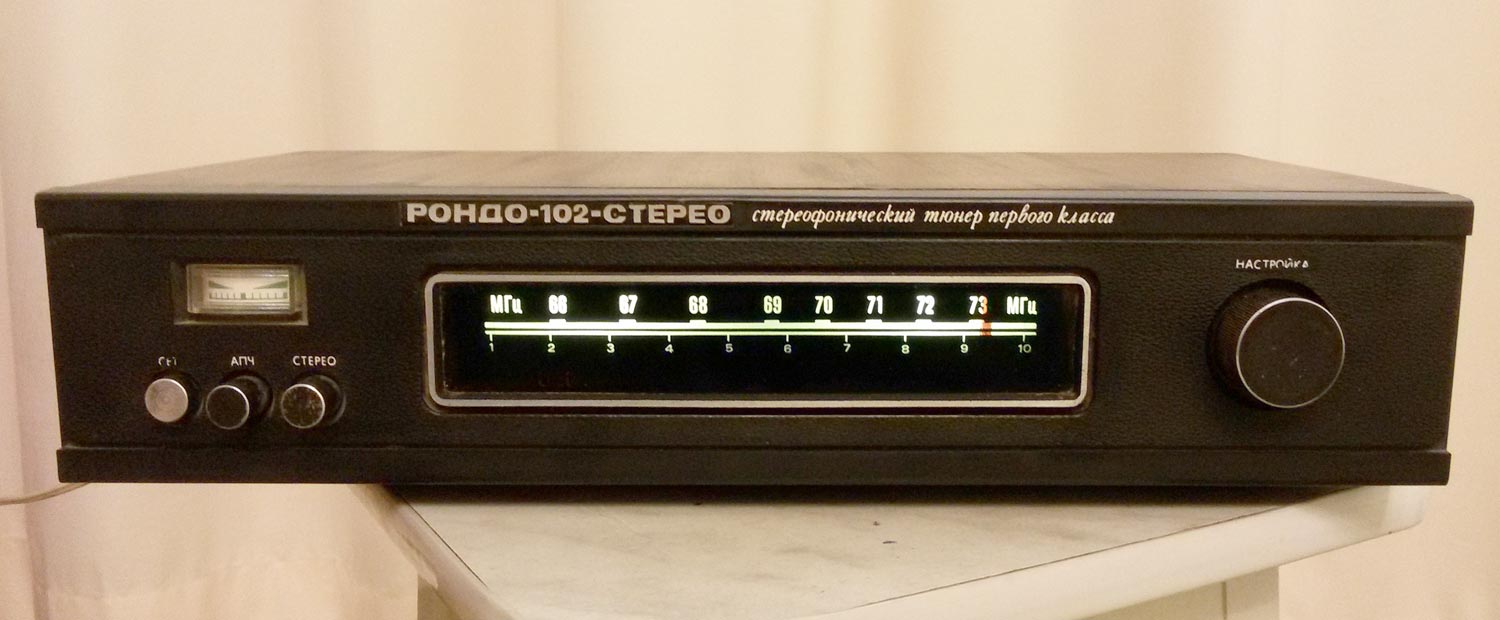 РОНДО-102-СТЕРЕО стереофонический тюнер первого класса
НАСТРОЙКА
МГц 66 67 68 69 70 71 72 73 МГц
1 2 3 4 5 6 7 8 9 10
АПЧ СТЕРЕО